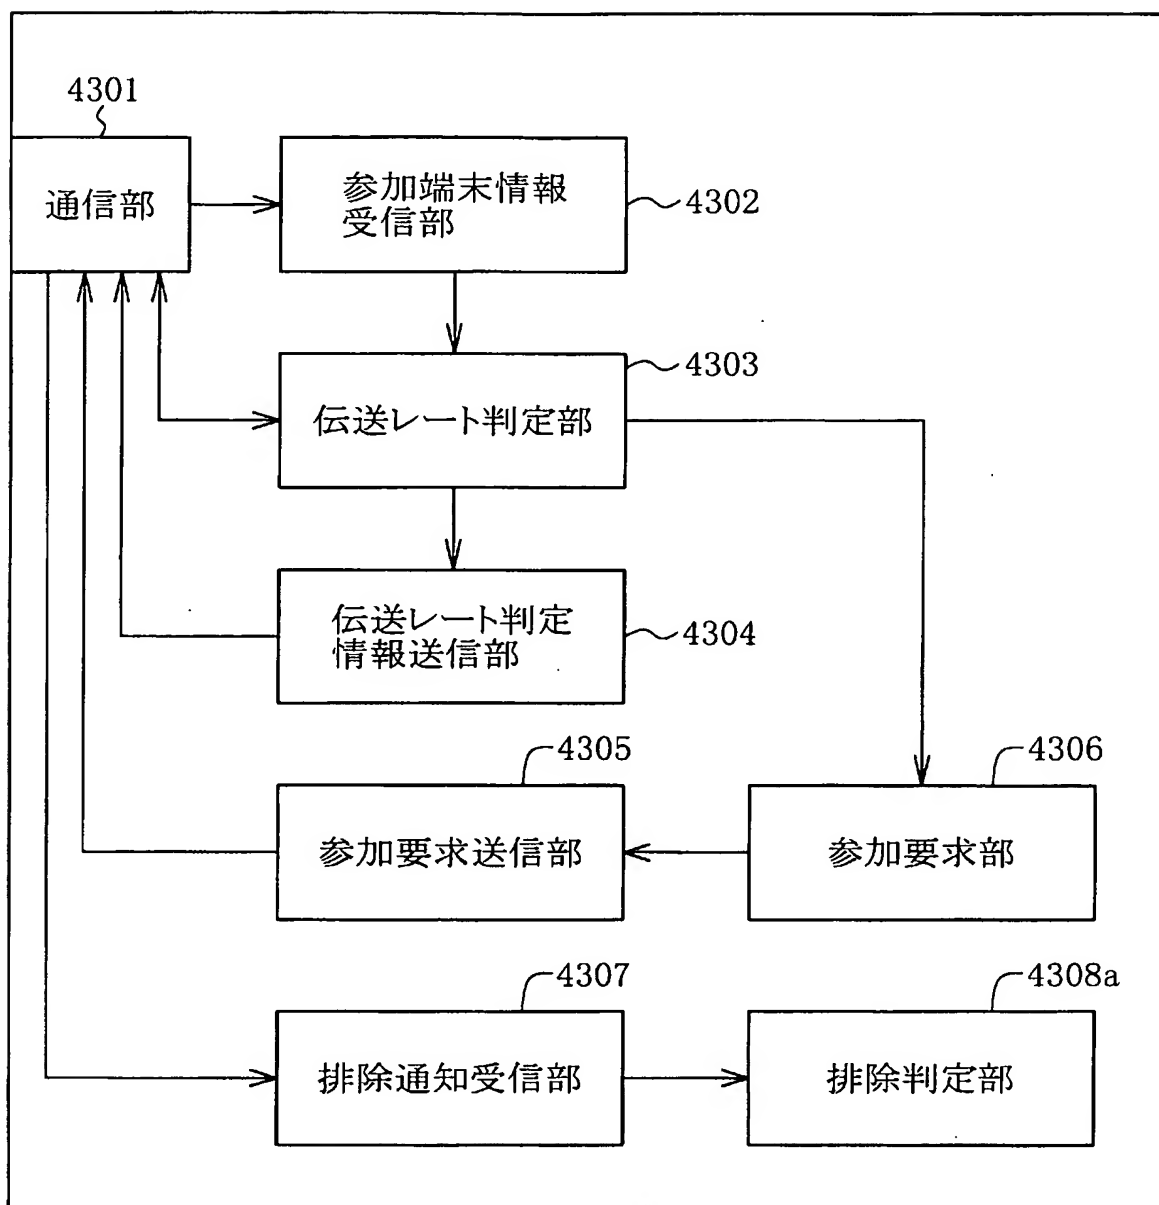 4301
通信部
参加端末情報
受信部
4302
4303
伝送レート判定部
伝送レート判定
情報送信部
4304
4305
4306
参加要求送信部
参加要求部
4307
4308a
排除通知受信部
排除判定部